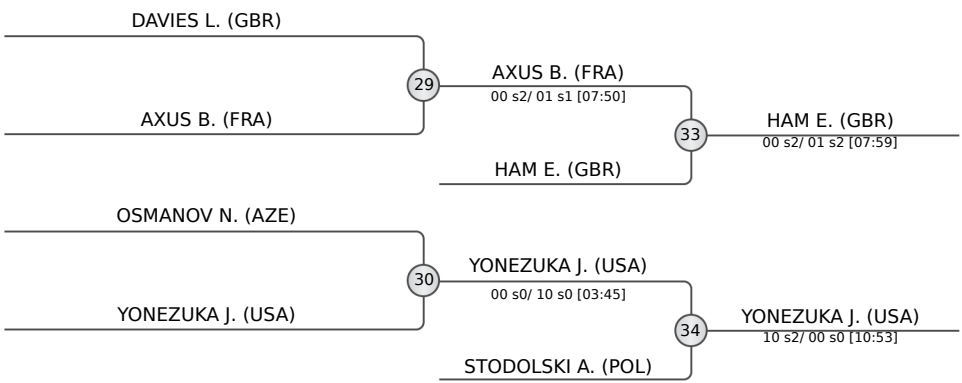 DAVIES L. (GBR)
29
AXUS B. (FRA)
AXUS B. (FRA)
00 s2/ 01 s1 [07:50]
33
HAM E. (GBR)
HAM E. (GBR)
00 s2/ 01 s2 [07:59]
OSMANOV N. (AZE)
30
YONEZUKA J. (USA)
YONEZUKA J. (USA)
00 s0/ 10 s0 [03:45]
34
STODOLSKI A. (POL)
YONEZUKA J. (USA)
10 s2/ 00 s0 [10:53]